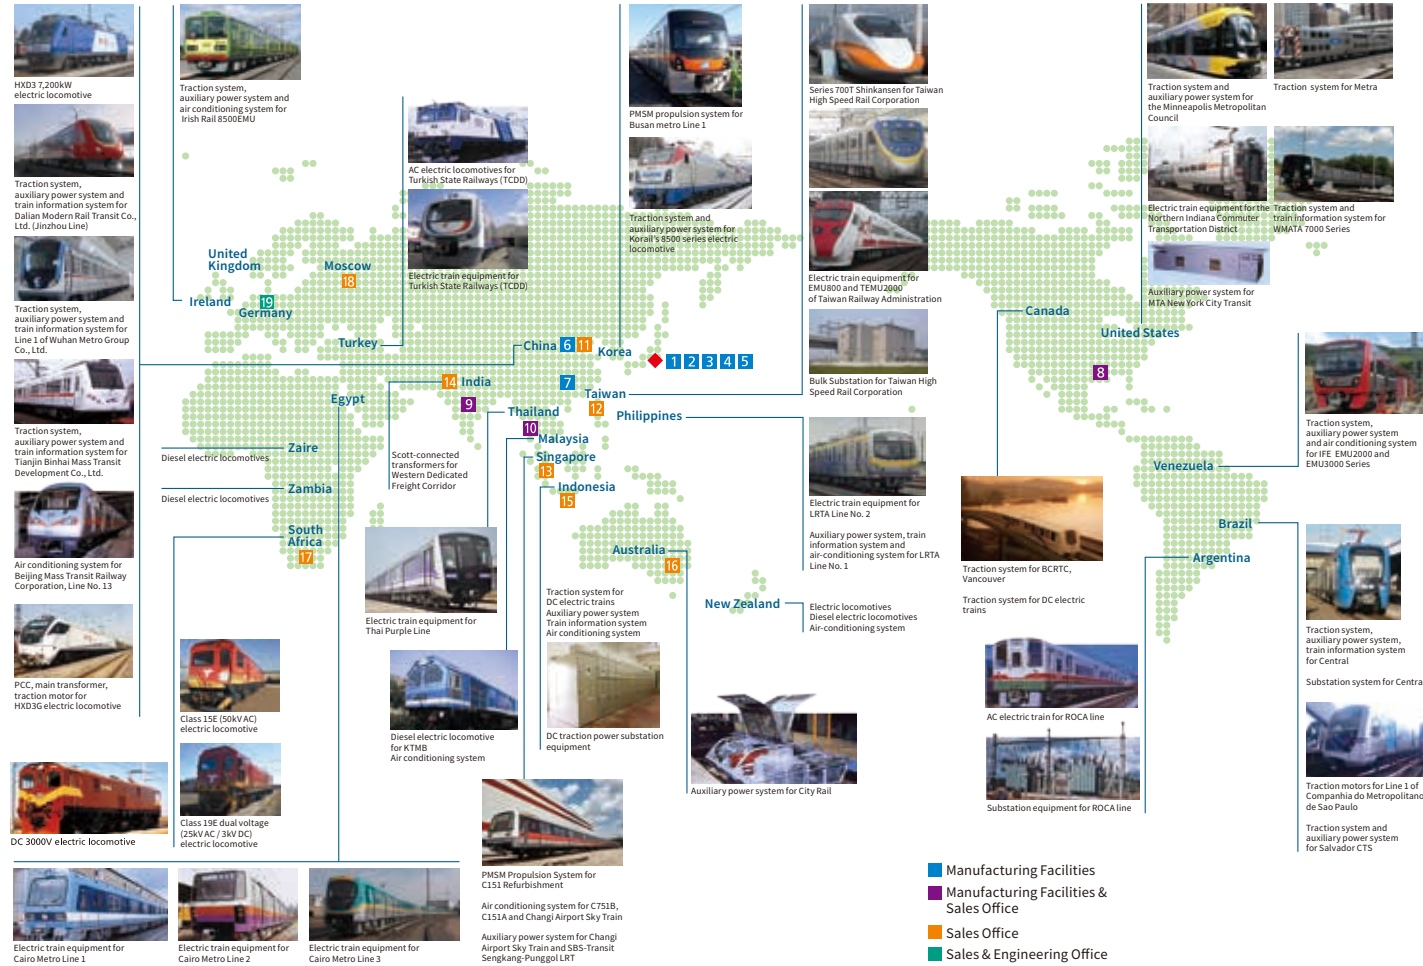 HXD3 7,200kW
electric locomotive
Traction system,
auxiliary power system and
train information system for
Dalian Modern Rail Transit Co.,
Ltd. (Jinzhou Line)
Traction system,
auxiliary power system and
train information system for
Line 1 of Wuhan Metro Group
Co., Ltd.
Traction system,
auxiliary power system and
train information system for
Tianjin Binhai Mass Transit
Development Co., Ltd.
Air conditioning system for
Beijing Mass Transit Railway
Corporation, Line No. 13
PCC, main transformer,
traction motor for
HXD3G electric locomotive
DC 3000V electric locomotive
Traction system,
auxiliary power system and
air conditioning system for
Irish Rail 8500EMU
AC electric locomotives for
Turkish State Railways (TCDD)
Electric train equipment for
Turkish State Railways (TCDD)
PMSM propulsion system for
Busan metro Line 1
Traction system and
auxiliary power system for
Korail's 8500 series electric
locomotive
Series 700T Shinkansen for Taiwan
High Speed Rail Corporation
Electric train equipment for
EMU800 and TEMU2000
of Taiwan Railway Administration
Bulk Substation for Taiwan High
Speed Rail Corporation
Traction system and
auxiliary power system for
the Minneapolis Metropolitan
Council
Traction system for Metra
Electric train equipment for the
Northern Indiana Commuter
Transportation District
Traction system and
train information system for
WMATA 7000 Series
Auxiliary power system for
MTA New York City Transit
United
Kingdom
Ireland
19
Germany
Moscow
18
Turkey
China 6 11
Korea
1 2 3 4 5
14 India
9
7
Taiwan
12
Egypt
Thailand
10
Philippines
Malaysia
Singapore
13
Indonesia
15
Zaire
Diesel electric locomotives
Zambia
Diesel electric locomotives
South
Africa
17
Australia
16
New Zealand
Canada
United States
8
Venezuela
Brazil
Argentina
Scott-connected
transformers for
Western Dedicated
Freight Corridor
Electric train equipment for
Thai Purple Line
Diesel electric locomotive
for KTMB
Air conditioning system
Traction system for
DC electric trains
Auxiliary power system
Train information system
Air conditioning system
DC traction power substation
equipment
Electric train equipment for
LRTA Line No. 2
Auxiliary power system, train
information system and
air-conditioning system for LRTA
Line No. 1
Electric locomotives
Diesel electric locomotives
Air-conditioning system
Auxiliary power system for City Rail
PMSM Propulsion System for
C151 Refurbishment
Air conditioning system for C751B,
C151A and Changi Airport Sky Train
Auxiliary power system for Changi
Airport Sky Train and SBS-Transit
Sengkang-Punggol LRT
Class 15E (50kV AC)
electric locomotive
Class 19E dual voltage
(25kV AC / 3kV DC)
electric locomotive
Electric train equipment for
Cairo Metro Line 1
Electric train equipment for
Cairo Metro Line 2
Electric train equipment for
Cairo Metro Line 3
Traction system for BCRTC,
Vancouver
Traction system for DC electric
trains
AC electric train for ROCA line
Substation equipment for ROCA line
Traction system,
auxiliary power system
and air conditioning system
for IFE EMU2000 and
EMU3000 Series
Traction system,
auxiliary power system,
train information system
for Central
Substation system for Centra
Traction motors for Line 1 of
Companhia do Metropolitano
de Sao Paulo
Traction system and
auxiliary power system
for Salvador CTS
Manufacturing Facilities
Manufacturing Facilities &
Sales Office
Sales Office
Sales & Engineering Office